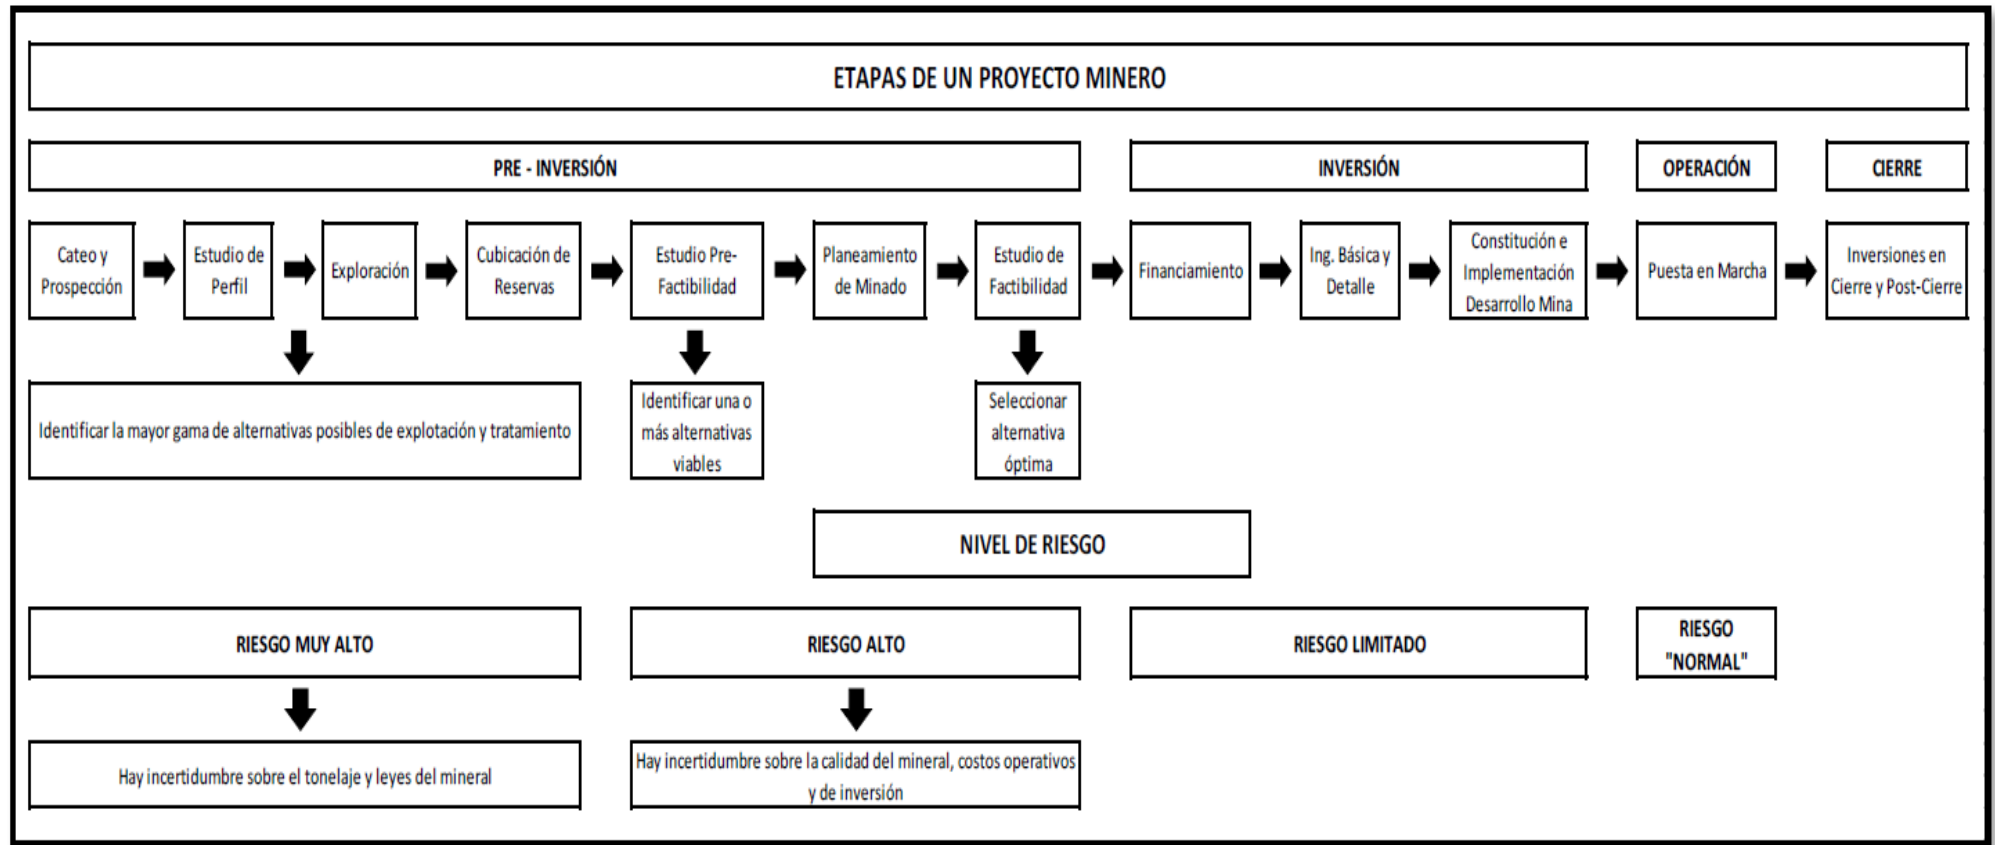 ETAPAS DE UN PROYECTO MINERO
PRE - INVERSIÓN
INVERSIÓN
OPERACIÓN
CIERRE
Cateo y
Prospección
Estudio de
Perfil
Exploración
Cubicación de
Reservas
Estudio Pre-
Factibilidad
Planeamiento
de Minado
Estudio de
Factibilidad
Financiamiento
Ing. Básica y
Detalle
Constitución e
Implementación
Desarrollo Mina
Puesta en Marcha
Inversiones en
Cierre y Post-Cierre
Identificar la mayor gama de alternativas posibles de explotación y tratamiento
Identificar una o
más alternativas
viables
Seleccionar
alternativa
óptima
NIVEL DE RIESGO
RIESGO MUY ALTO
RIESGO ALTO
RIESGO LIMITADO
RIESGO
"NORMAL"
Hay incertidumbre sobre el tonelaje y leyes del mineral
Hay incertidumbre sobre la calidad del mineral, costos operativos
y de inversión